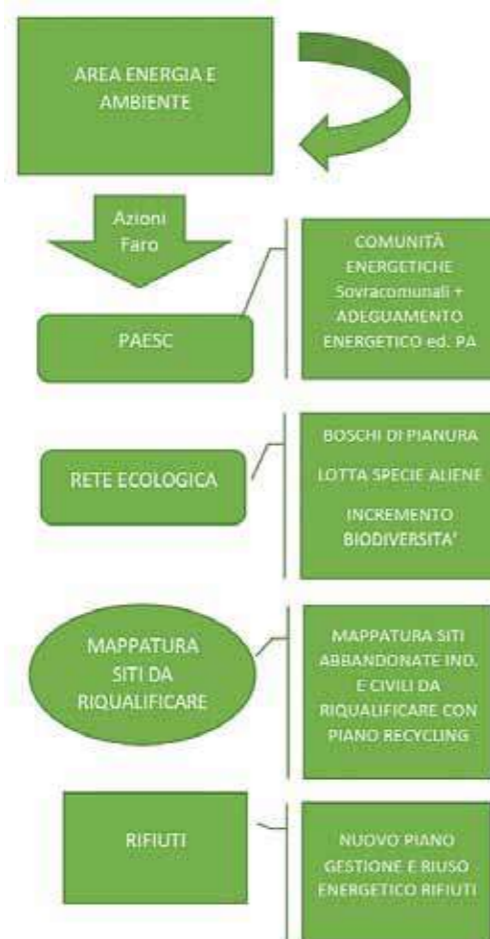 AREA ENERGIA E
AMBIENTE
Azioni
Faro
PAESC
COMUNITÀ
ENERGETICHE
Sovracomunali +
ADEGUAMENTO
ENERGETICO ed. PA
RETE ECOLOGICA
BOSCHI DI PIANURA
LOTTA SPECIE ALIENE
INCREMENTO
BIODIVERSITA'
MAPPATURA
SITI DA
RIQUALIFICARE
MAPPATURA SITI
ABBANDONATE IND.
E CIVILI DA
RIQUALIFICARE CON
PIANO RECYCLING
RIFIUTI
NUOVO PIANO
GESTIONE E RIUSO
ENERGETICO RIFIUTI